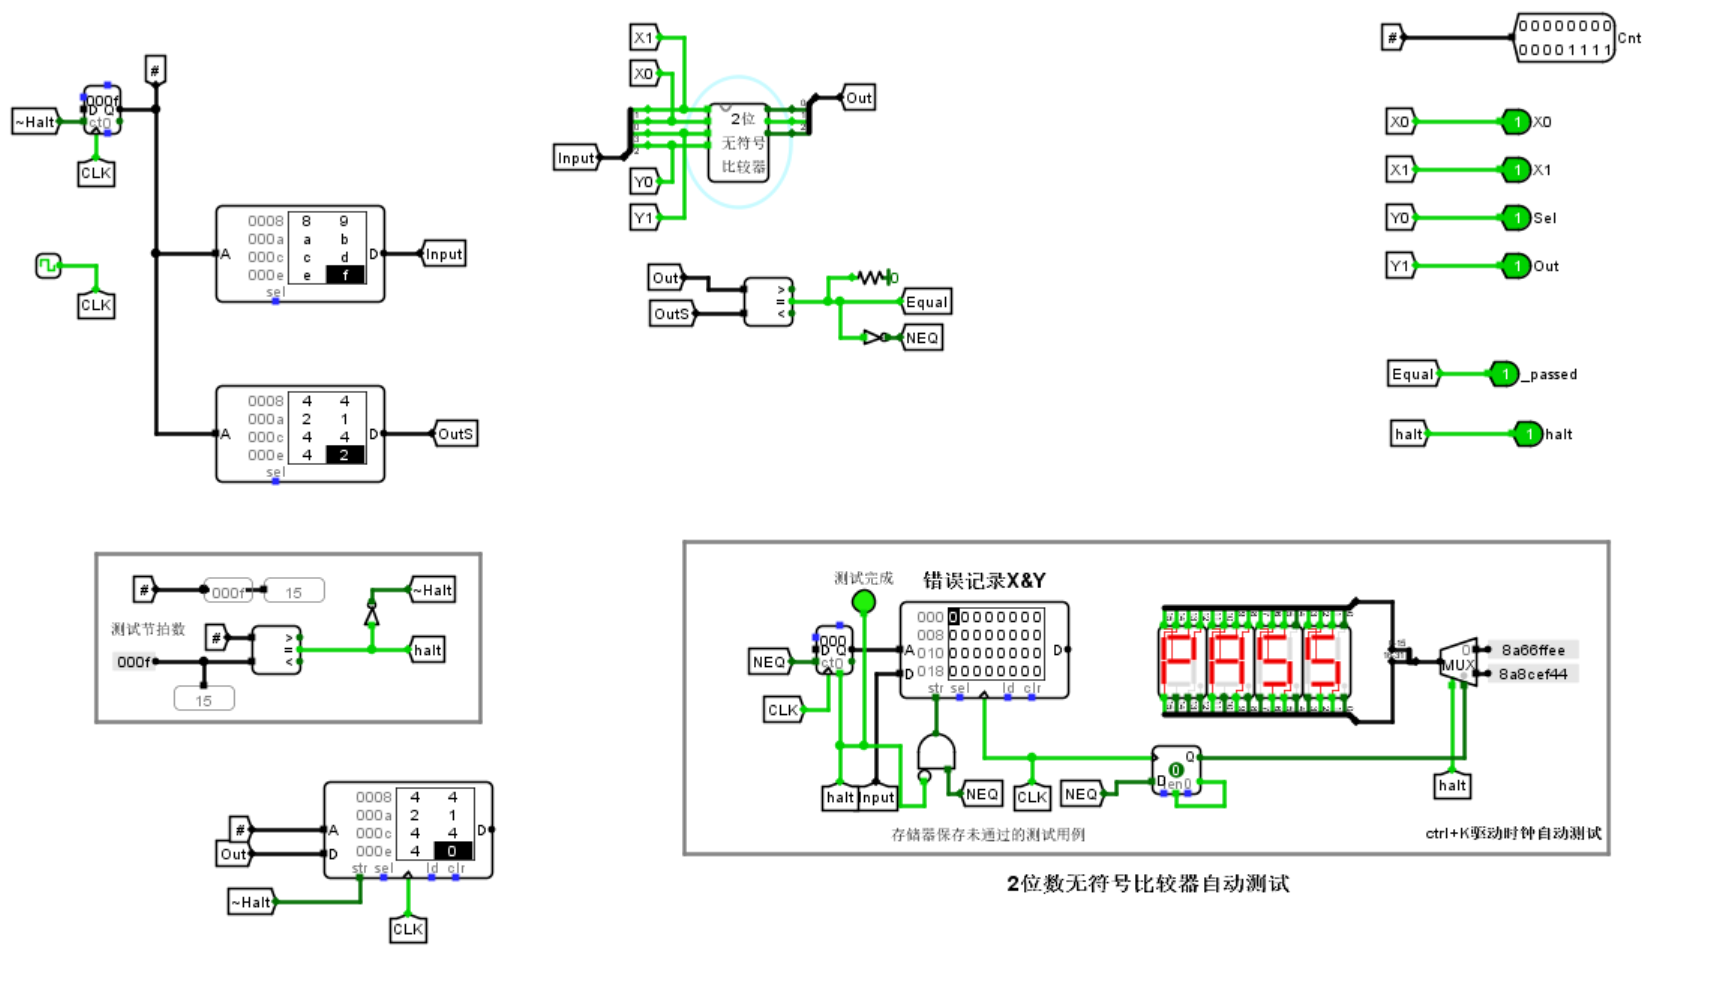 X1
#
00000000
# 00001111 Cnt
X0
000f
D Q
ct0
~Halt
CLK
Out
Input
2位
无符号
比较器
X0 1 X0
X1 1 X1
Y0
Y1
Y0 1 Sel
Y1 1 Out
0008 8 9
000a a b
000c c d
000e e f
A D Input
sel
CLK
Out
OutS
> = <
0
Equal
NEQ
Equal 1 _passed
halt 1 halt
0008 4 4
000a 2 1
000c 4 4
000e 4 2
A D OutS
sel
# 000f 15
~Halt
测试节拍数
#
000f
> = <
halt
15
测试完成
错误记录X&Y
NEQ
000
D Q
ct0
CLK
000 00000000
008 00000000
010 00000000
018 00000000
A D D
str sel ld clr
MUX
0
8a66ffee
8a8cef44
halt Input
NEQ
CLK
NEQ
D Q
0
en0
halt
存储器保存未通过的测试用例
ctrl+K驱动时钟自动测试
2位数无符号比较器自动测试
0008 4 4
000a 2 1
000c 4 4
000e 4 0
# A D
Out D
str sel ld clr
~Halt
CLK